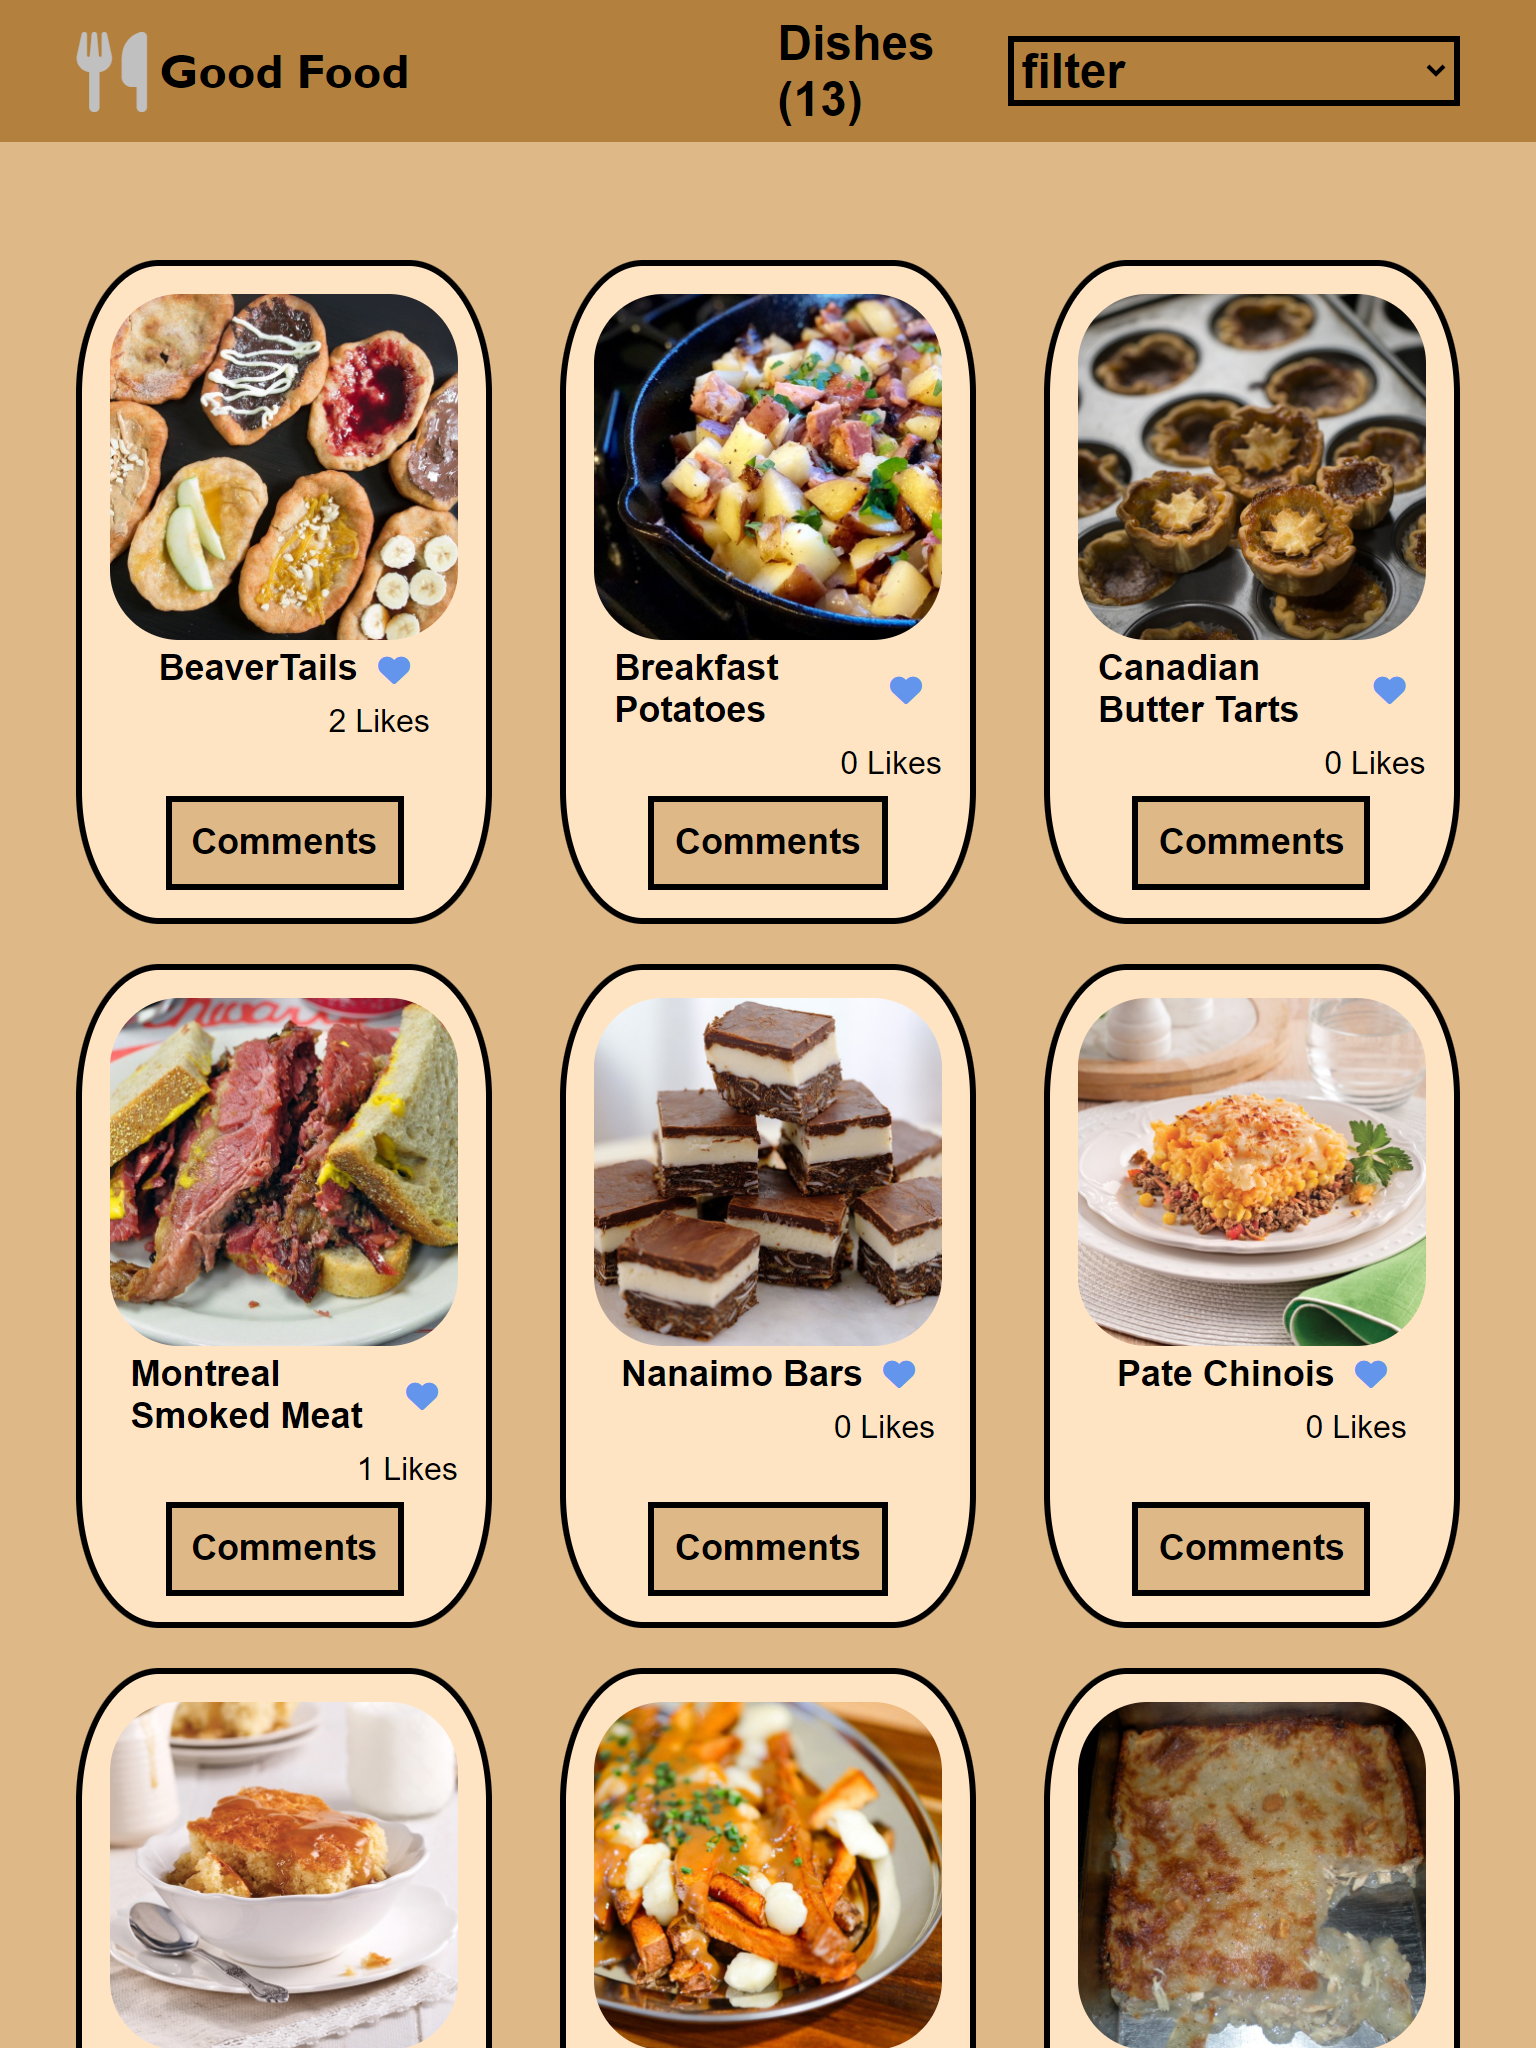 Good Food
Dishes
(13)
filter
BeaverTails
2 Likes
Comments
Breakfast
Potatoes
0 Likes
Comments
Canadian
Butter Tarts
0 Likes
Comments
Montreal
Smoked Meat
1 Likes
Comments
Nanaimo Bars
0 Likes
Comments
Pate Chinois
0 Likes
Comments